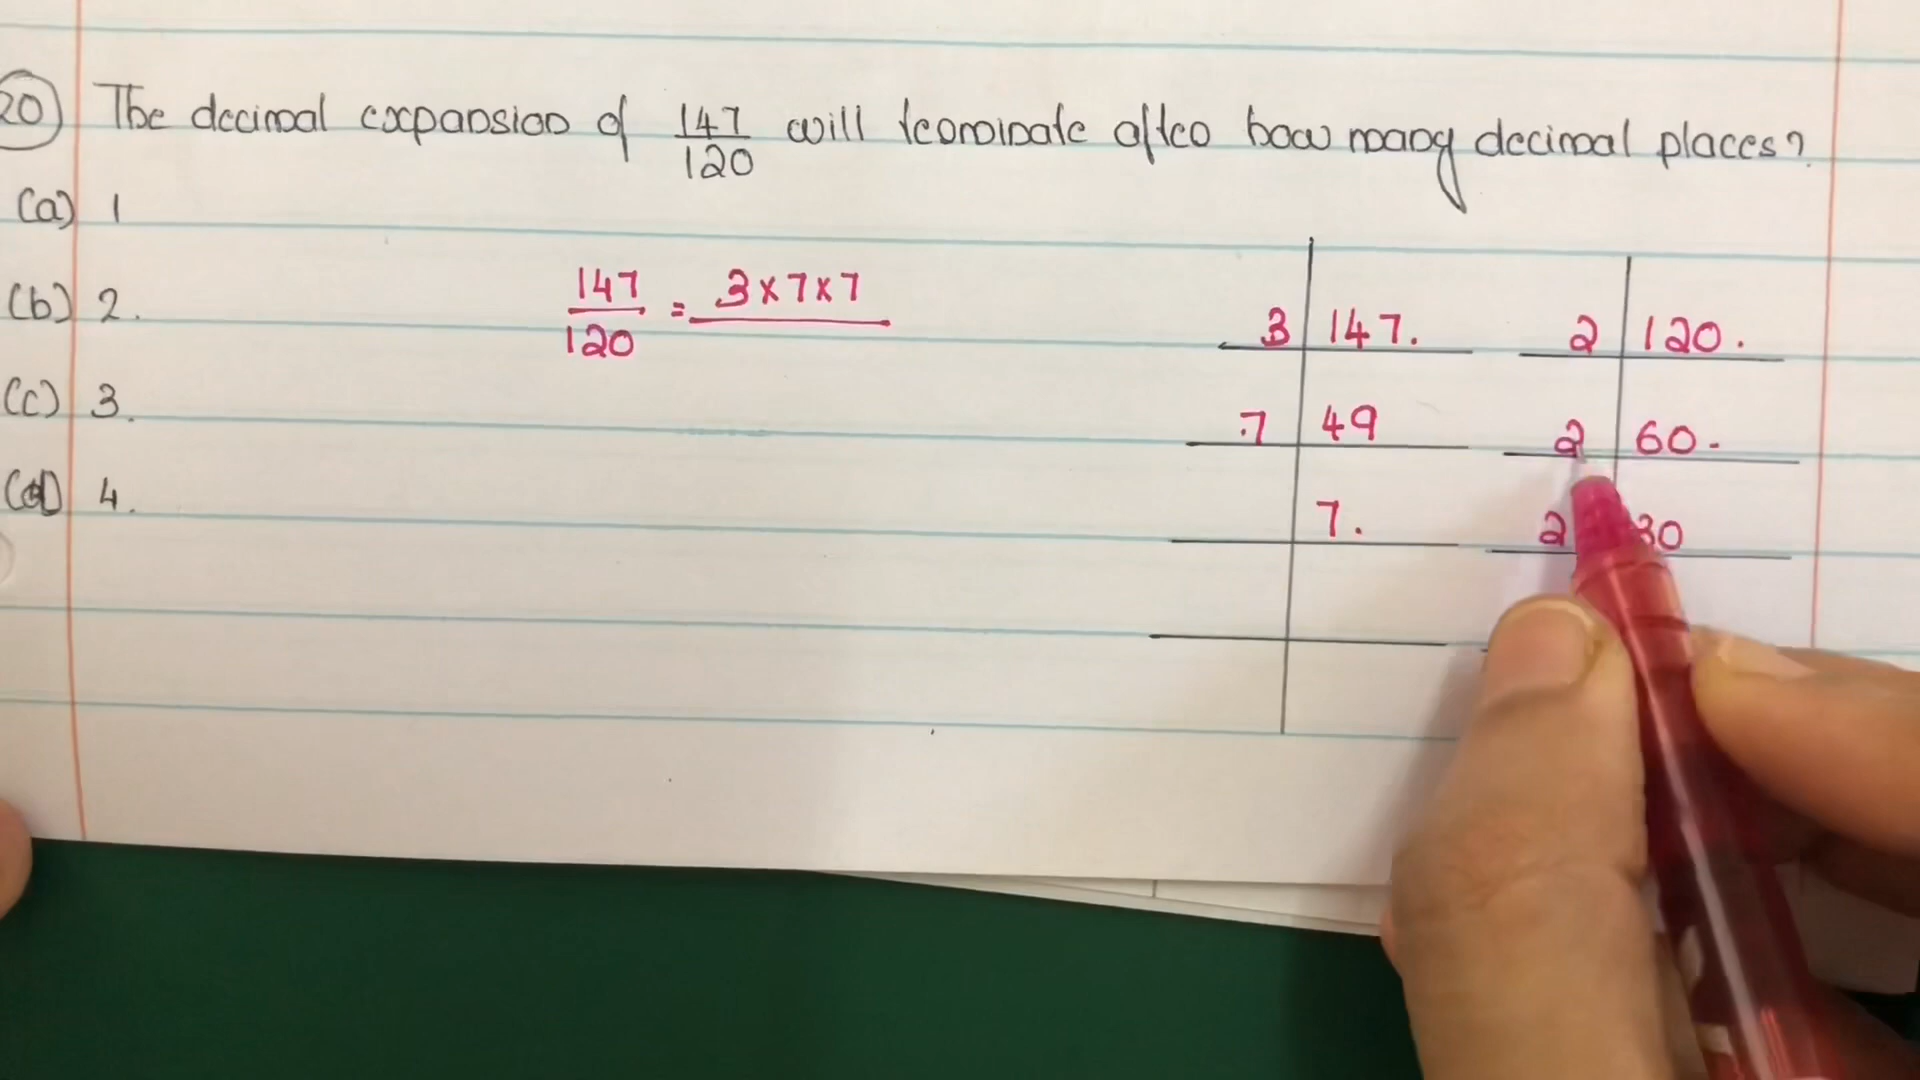 20) The decimal expansion of 147/120 will terminate after how many decimal places?
(a) 1
(b) 2.
(c) 3.
(d) 4.
147/120 = 3×7×7
3 | 147.
7 | 49
7.
2 | 120.
2 | 60.
2 | 30